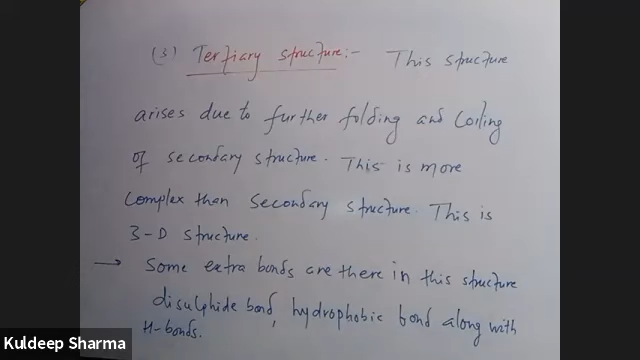 (3) Tertiary structure:- This structure
arises due to further folding and coiling
of secondary structure. This is more
complex than secondary structure. This is
3-D structure.
→ Some extra bonds are there in this structure
disulphide bond, hydrophobic bond along with
H-bonds.
Kuldeep Sharma